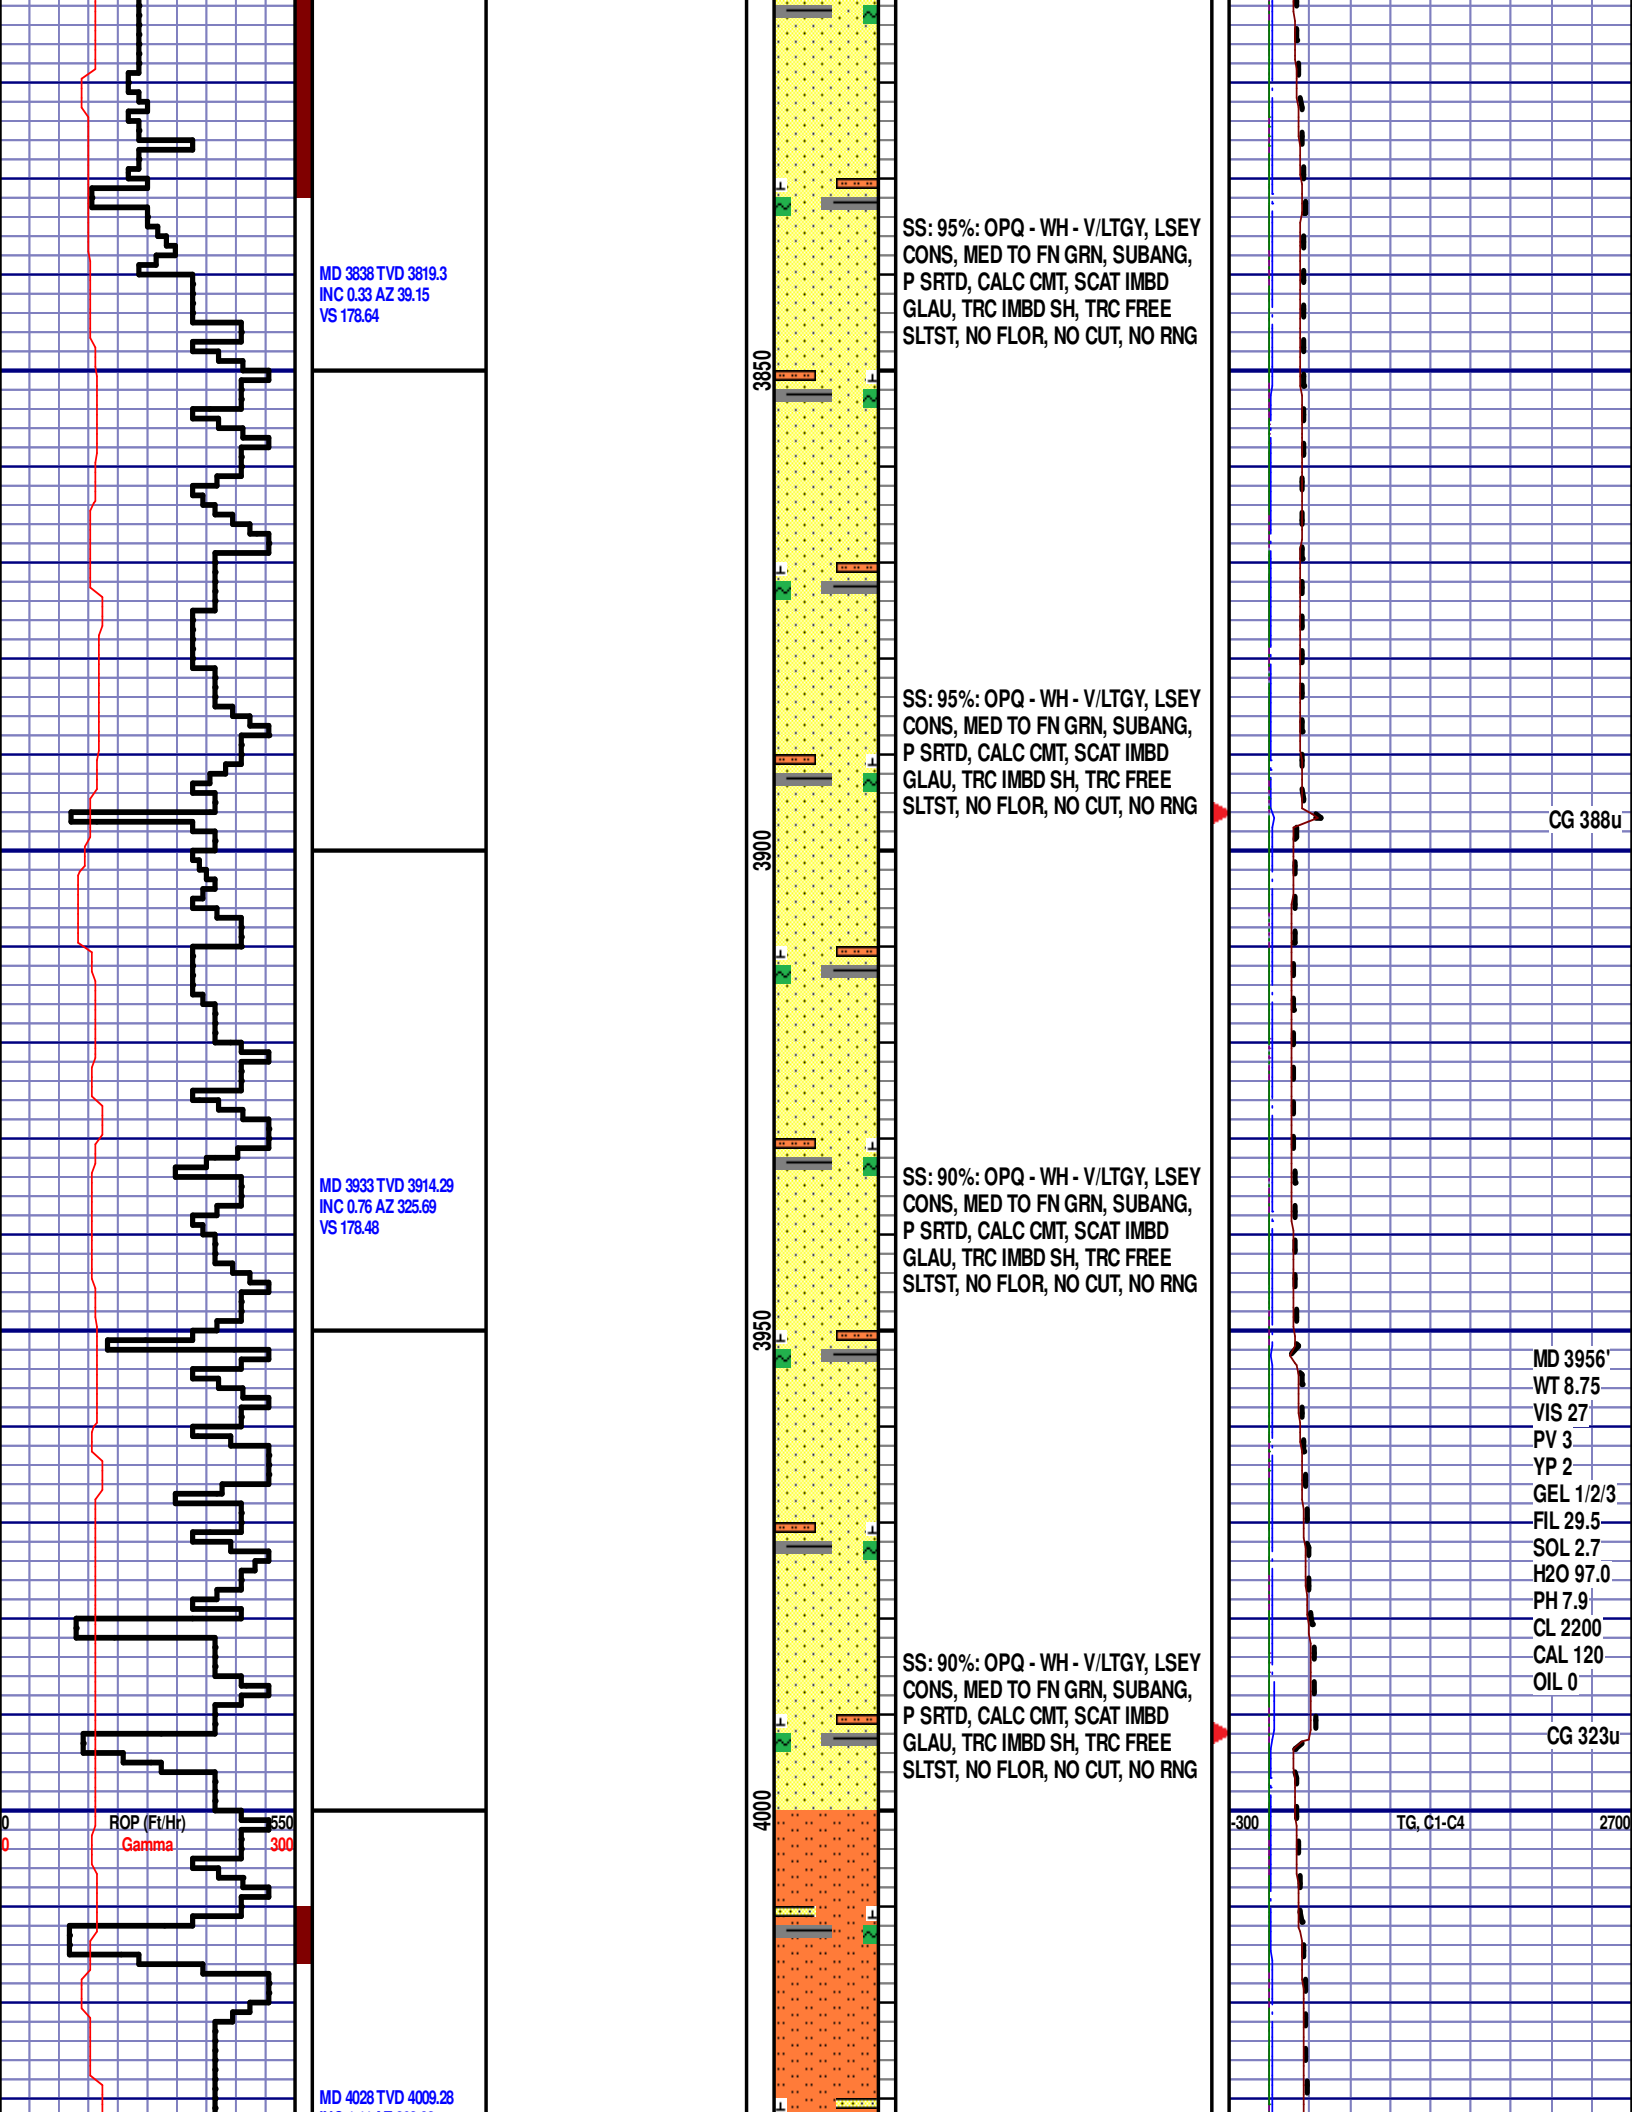 MD 3838 TVD 3819.3
INC 0.33 AZ 39.15
VS 178.64
SS: 95%: OPQ - WH - V/LTGY, LSEY
CONS, MED TO FN GRN, SUBANG,
P SRTD, CALC CMT, SCAT IMBD
GLAU, TRC IMBD SH, TRC FREE
SLTST, NO FLOR, NO CUT, NO RNG
3850
SS: 95%: OPQ - WH - V/LTGY, LSEY
CONS, MED TO FN GRN, SUBANG,
P SRTD, CALC CMT, SCAT IMBD
GLAU, TRC IMBD SH, TRC FREE
SLTST, NO FLOR, NO CUT, NO RNG
CG 388u
3900
MD 3933 TVD 3914.29
INC 0.76 AZ 325.69
VS 178.48
SS: 90%: OPQ - WH - V/LTGY, LSEY
CONS, MED TO FN GRN, SUBANG,
P SRTD, CALC CMT, SCAT IMBD
GLAU, TRC IMBD SH, TRC FREE
SLTST, NO FLOR, NO CUT, NO RNG
3950
MD 3956'
WT 8.75
VIS 27
PV 3
YP 2
GEL 1/2/3
FIL 29.5
SOL 2.7
H2O 97.0
PH 7.9
CL 2200
CAL 120
OIL 0
SS: 90%: OPQ - WH - V/LTGY, LSEY
CONS, MED TO FN GRN, SUBANG,
P SRTD, CALC CMT, SCAT IMBD
GLAU, TRC IMBD SH, TRC FREE
SLTST, NO FLOR, NO CUT, NO RNG
CG 323u
4000
0 ROP (Ft/Hr) 550
0 Gamma 300
-300 TG, C1-C4 2700
MD 4028 TVD 4009.28